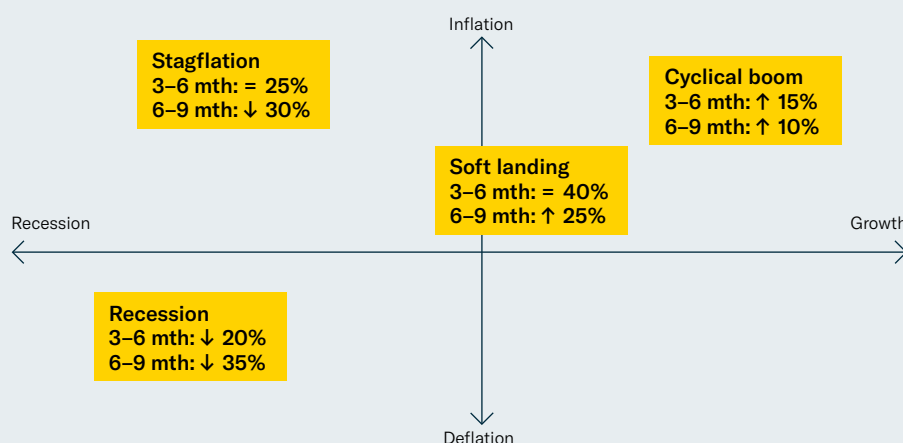 Inflation
Stagflation
3–6 mth: = 25%
6–9 mth: ↓ 30%
Cyclical boom
3–6 mth: ↑ 15%
6–9 mth: ↑ 10%
Soft landing
3–6 mth: = 40%
6–9 mth: ↑ 25%
Recession
Growth
Recession
3–6 mth: ↓ 20%
6–9 mth: ↓ 35%
Deflation